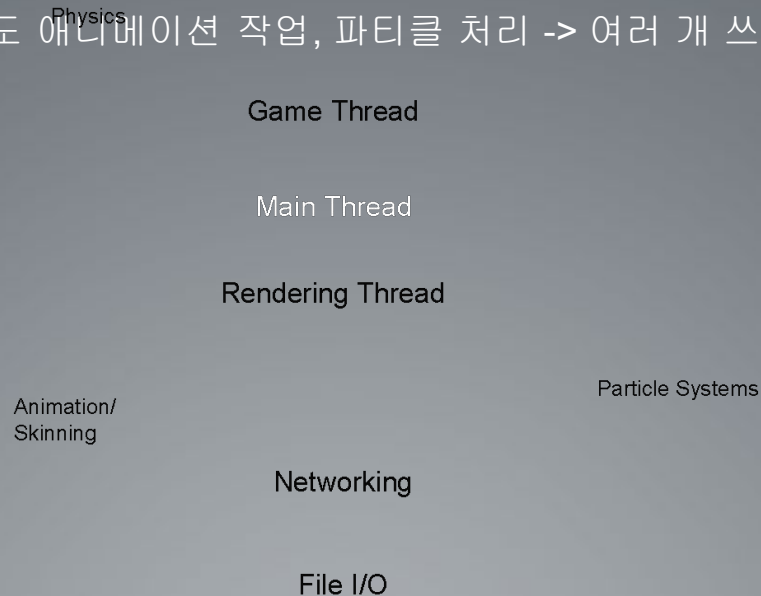 Physics
도 애니메이션 작업, 파티클 처리 -> 여러 개 쓰
Game Thread
Main Thread
Rendering Thread
Particle Systems
Animation/
Skinning
Networking
File I/O